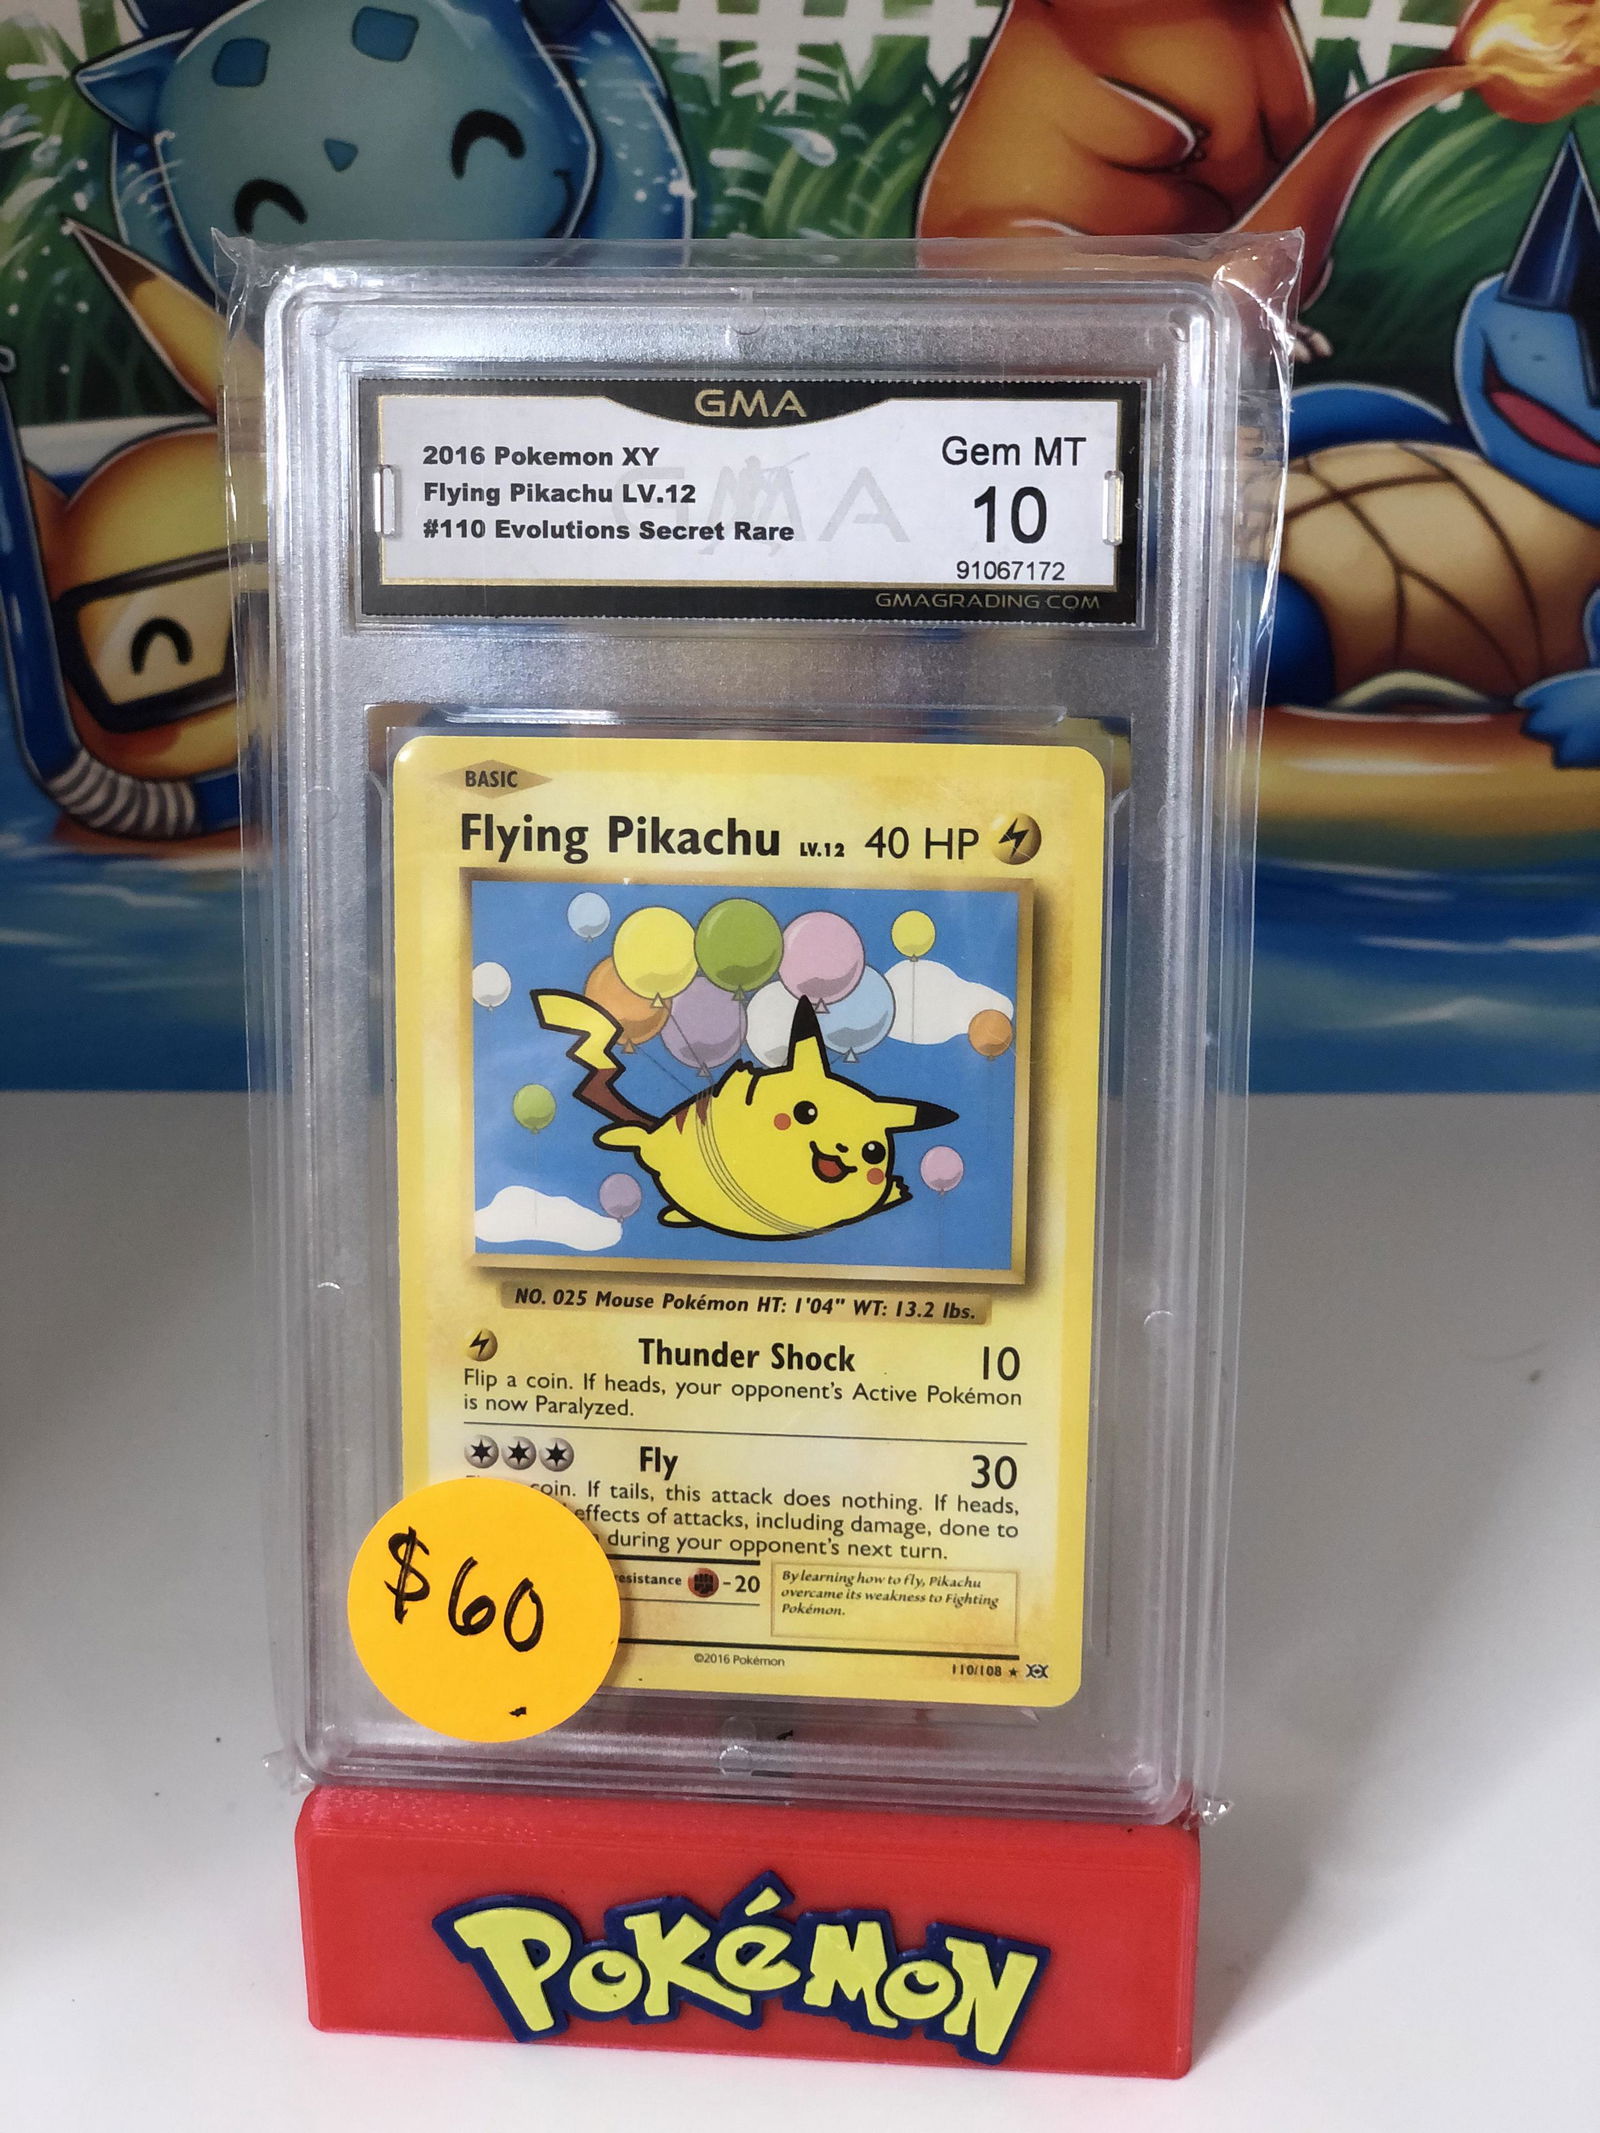 GMA
2016 Pokemon XY
Flying Pikachu LV.12
#110 Evolutions Secret Rare
GMA
Gem MT
10
91067172
GMAGRADING.COM
BASIC
Flying Pikachu LV.12 40 HP
NO. 025 Mouse Pokémon HT: 1'04" WT: 13.2 lbs.
Thunder Shock 10
Flip a coin. If heads, your opponent's Active Pokémon
is now Paralyzed.
Fly 30
coin. If tails, this attack does nothing. If heads,
effects of attacks, including damage, done to
during your opponent's next turn.
esistance -20
By learning how to fly, Pikachu
overcame its weakness to Fighting
Pokémon.
©2016 Pokémon
110/108 ★ XY
$60
POKéMON